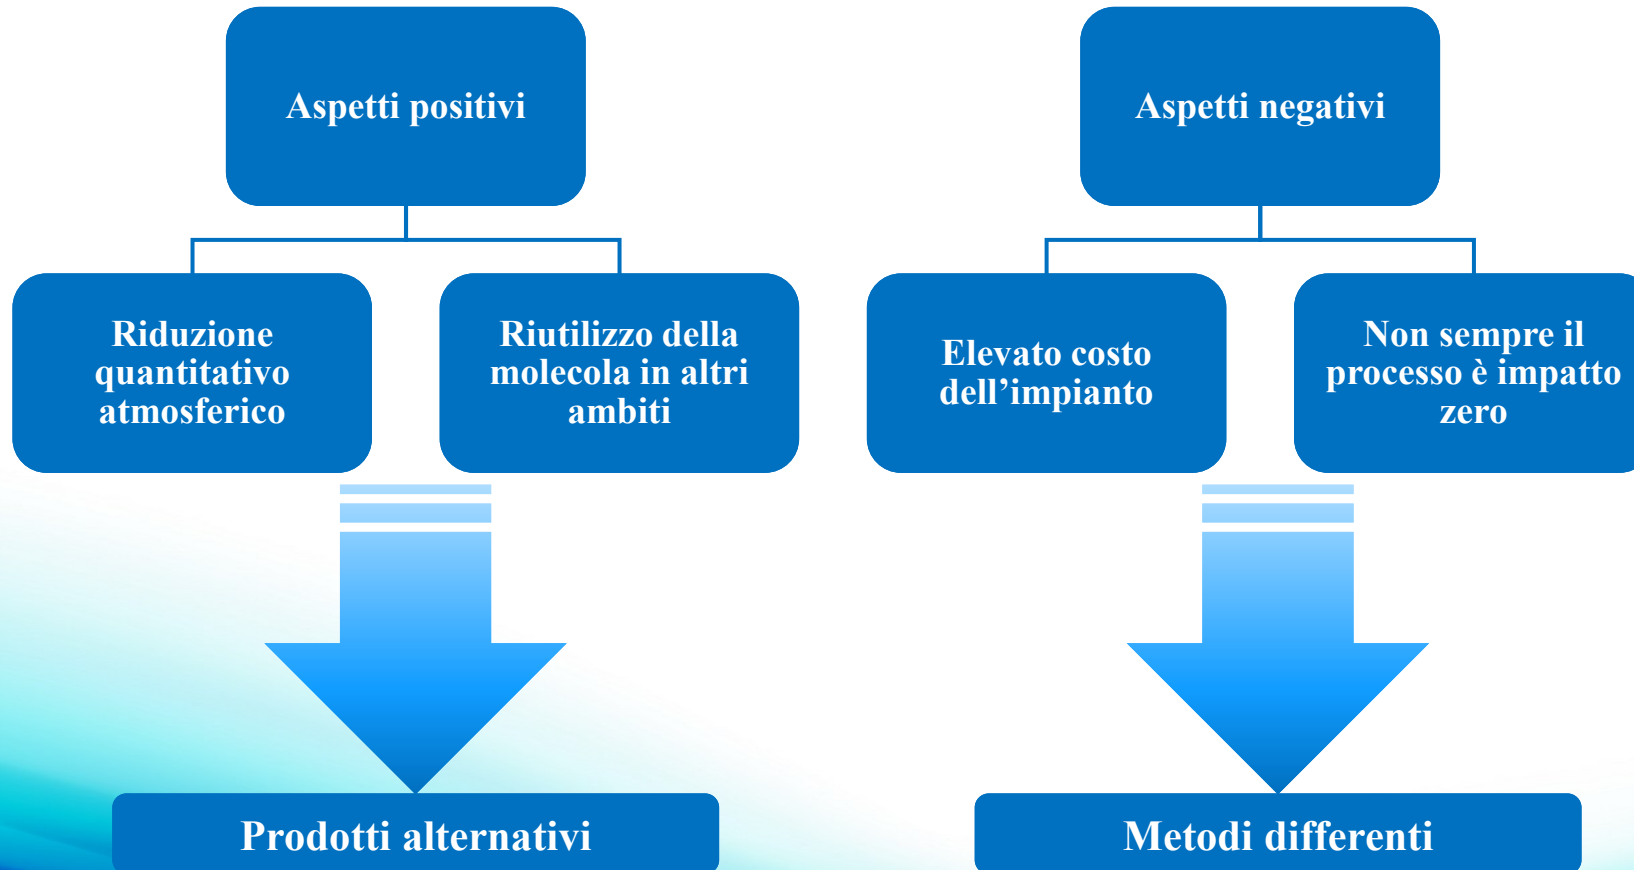 Aspetti positivi
Riduzione
quantitativo
atmosferico
Riutilizzo della
molecola in altri
ambiti
Prodotti alternativi
Aspetti negativi
Elevato costo
dell’impianto
Non sempre il
processo è impatto
zero
Metodi differenti